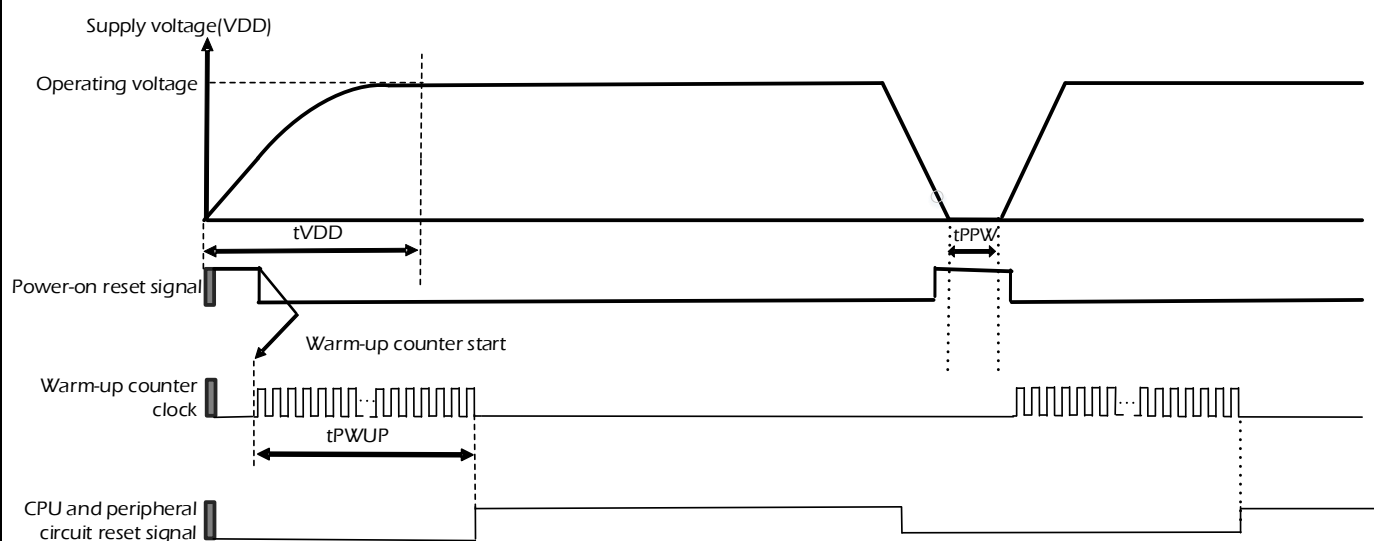 Supply voltage(VDD)
Operating voltage
tVDD
tPPW
Power-on reset signal
Warm-up counter start
Warm-up counter
clock
tPWUP
CPU and peripheral
circuit reset signal